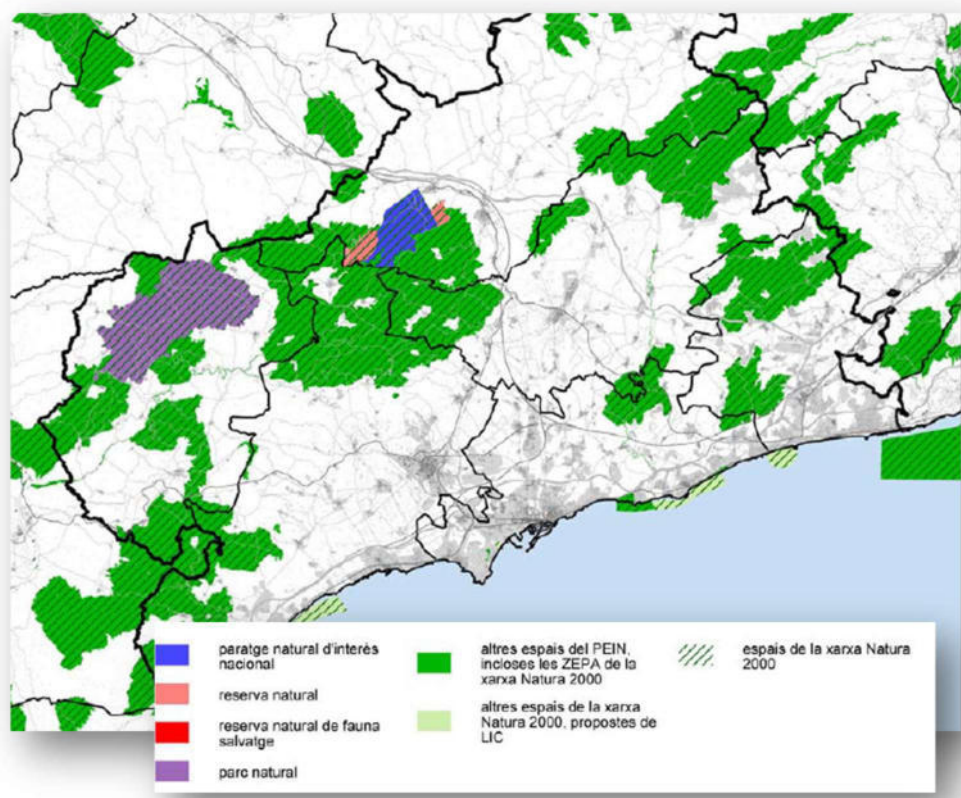 paratge natural d'interès
nacional
reserva natural
reserva natural de fauna
salvatge
parc natural
altres espais del PEIN,
incloses les ZEPA de la
xarxa Natura 2000
altres espais de la xarxa
Natura 2000, propostes de
LIC
espais de la xarxa Natura
2000